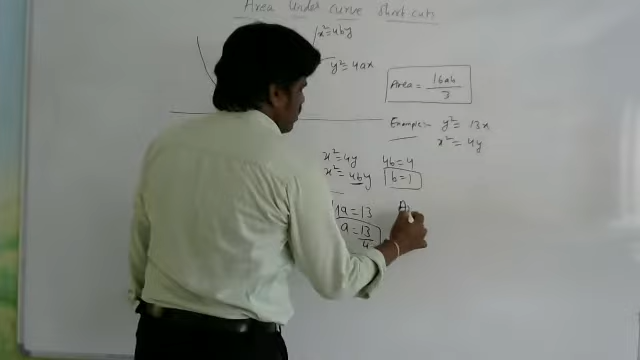 Area Under curve Short cuts
x² = 4by
y² = 4ax
Area = 16ab/3
Example:- y² = 13x
x² = 4y
x² = 4y
4b = 4
x² = 4by
b = 1
4a = 13
a = 13/4
A